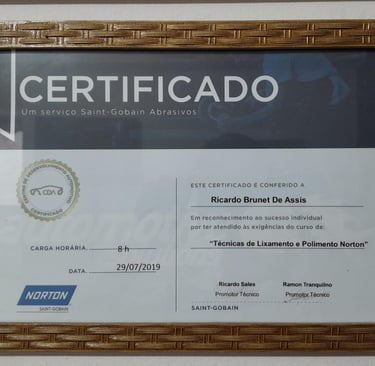 CERTIFICADO
Um serviço Saint-Gobain Abrasivos
CDA
CERTIFICADO
ESTE CERTIFICADO É CONFERIDO A
Ricardo Brunet De Assis
Em reconhecimento ao sucesso individual
por ter atendido às exigências do curso de:
"Técnicas de Lixamento e Polimento Norton"
CARGA HORÁRIA. 8 h
DATA. 29/07/2019
Ricardo Sales
Promotor Técnico
Ramon Tranquilino
Promotor Técnico
NORTON
SAINT-GOBAIN
SAINT-GOBAIN